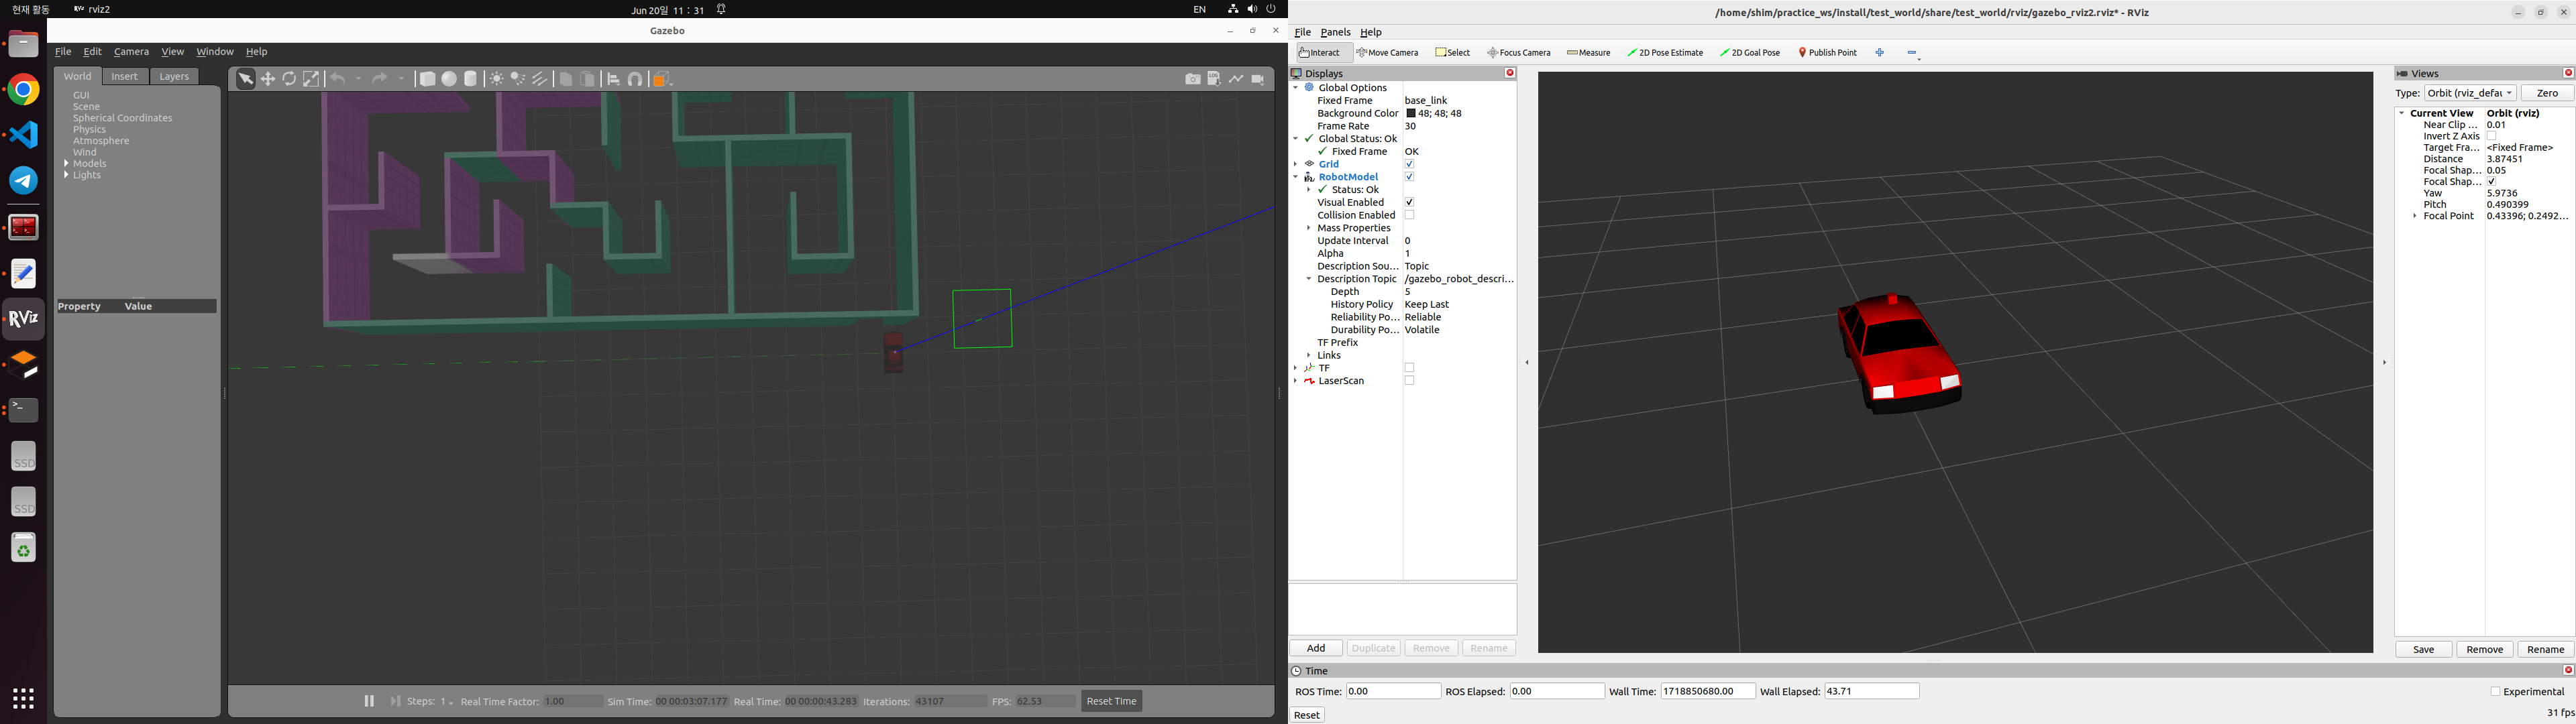 현재 활동 rviz2 Jun 20일 11 : 31 EN
Gazebo
File Edit Camera View Window Help
World Insert Layers
GUI
Scene
Spherical Coordinates
Physics
Atmosphere
Wind
Models
Lights
Property Value
RViz
SSD
SSD
Steps: 1 Real Time Factor: 1.00 Sim Time: 00 00:03:07.177 Real Time: 00 00:00:43.283 Iterations: 43107 FPS: 62.53 Reset Time
/home/shim/practice_ws/install/test_world/share/test_world/rviz/gazebo_rviz2.rviz* - RViz
File Panels Help
Interact Move Camera Select Focus Camera Measure 2D Pose Estimate 2D Goal Pose Publish Point
Displays
Global Options
Fixed Frame base_link
Background Color 48; 48; 48
Frame Rate 30
Global Status: Ok
Fixed Frame OK
Grid
RobotModel
Status: Ok
Visual Enabled
Collision Enabled
Mass Properties
Update Interval 0
Alpha 1
Description Sou... Topic
Description Topic /gazebo_robot_descri...
Depth 5
History Policy Keep Last
Reliability Po... Reliable
Durability Po... Volatile
TF Prefix
Links
TF
LaserScan
Add Duplicate Remove Rename
Views
Type: Orbit (rviz_defau Zero
Current View Orbit (rviz)
Near Clip ... 0.01
Invert Z Axis
Target Fra... <Fixed Frame>
Distance 3.87451
Focal Shap... 0.05
Focal Shap...
Yaw 5.9736
Pitch 0.490399
Focal Point 0.43396; 0.2492...
Save Remove Rename
Time
ROS Time: 0.00 ROS Elapsed: 0.00 Wall Time: 1718850680.00 Wall Elapsed: 43.71 Experimental
Reset 31 fps